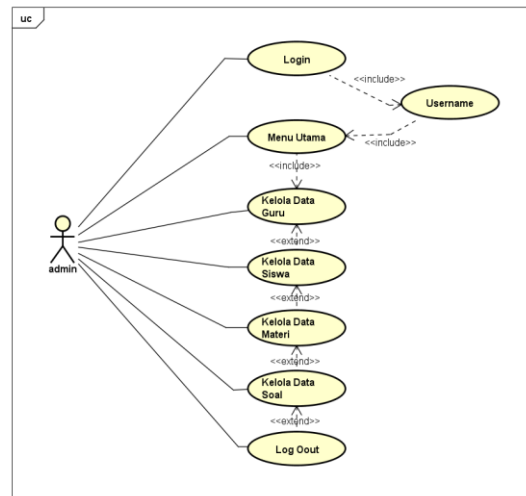 uc
Login
<<include>>
Username
Menu Utama
<<include>>
<<include>>
Kelola Data
Guru
<<extend>>
admin
Kelola Data
Siswa
<<extend>>
Kelola Data
Materi
<<extend>>
Kelola Data
Soal
<<extend>>
Log Oout